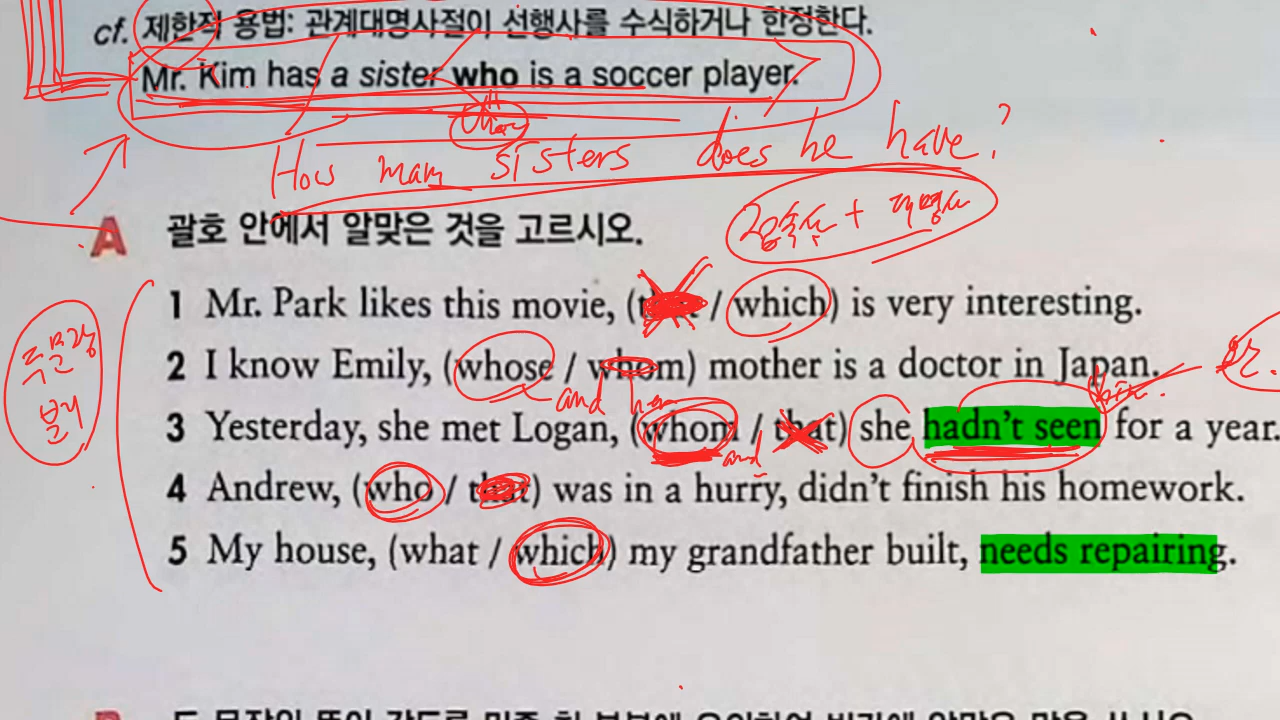 cf. 제한적 용법: 관계대명사절이 선행사를 수식하거나 한정한다.
Mr. Kim has a sister who is a soccer player.
How many sisters does he have?
A 괄호 안에서 알맞은 것을 고르시오.
접속사 + 대명사
1 Mr. Park likes this movie, (that / which) is very interesting.
2 I know Emily, (whose / whom) mother is a doctor in Japan.
and her
3 Yesterday, she met Logan, (whom / that) she hadn't seen for a year.
and
4 Andrew, (who / that) was in a hurry, didn't finish his homework.
5 My house, (what / which) my grandfather built, needs repairing.